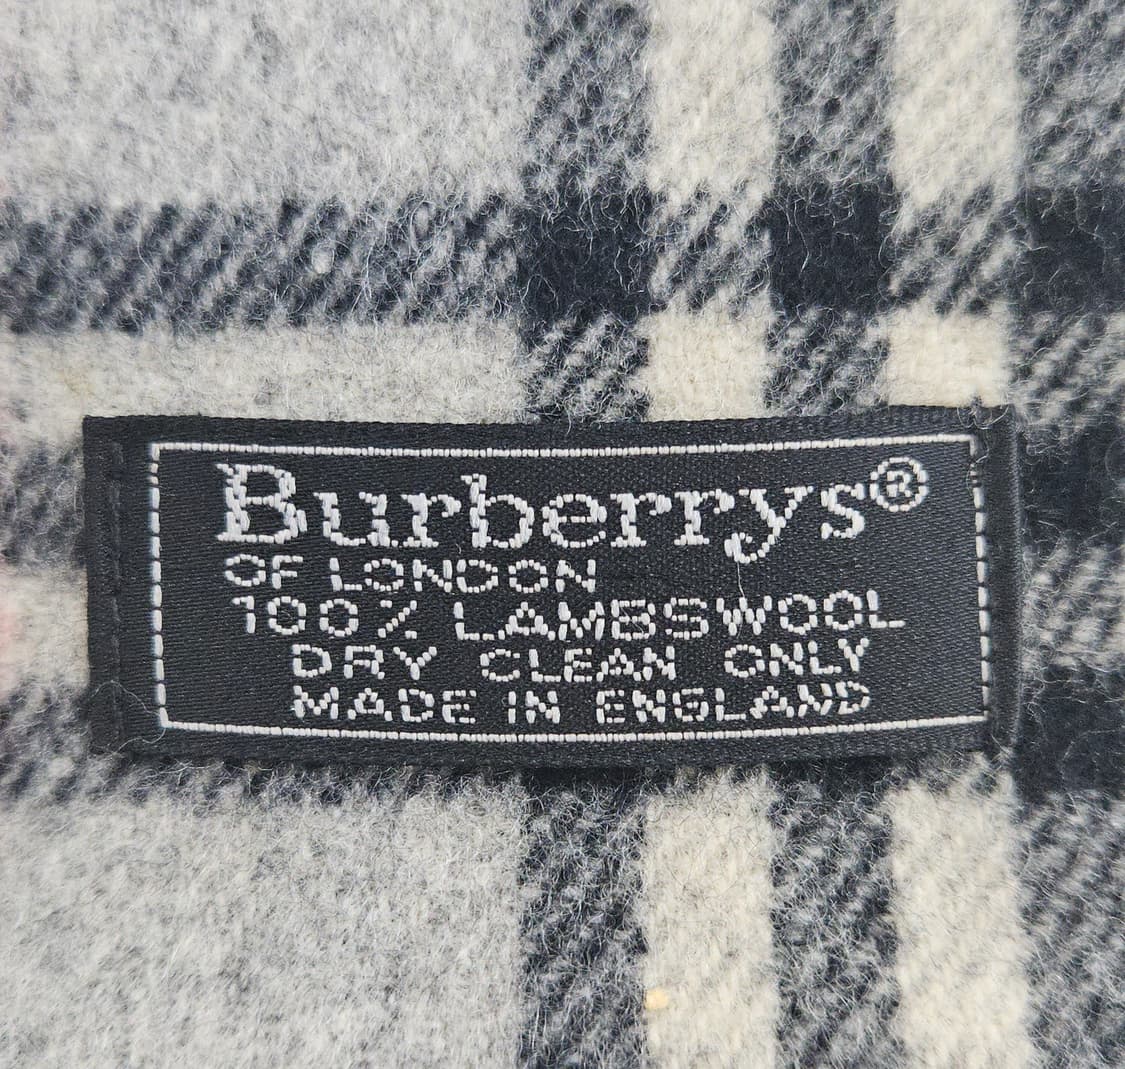 Burberrys®
OF LONDON
100% LAMBSWOOL
DRY CLEAN ONLY
MADE IN ENGLAND